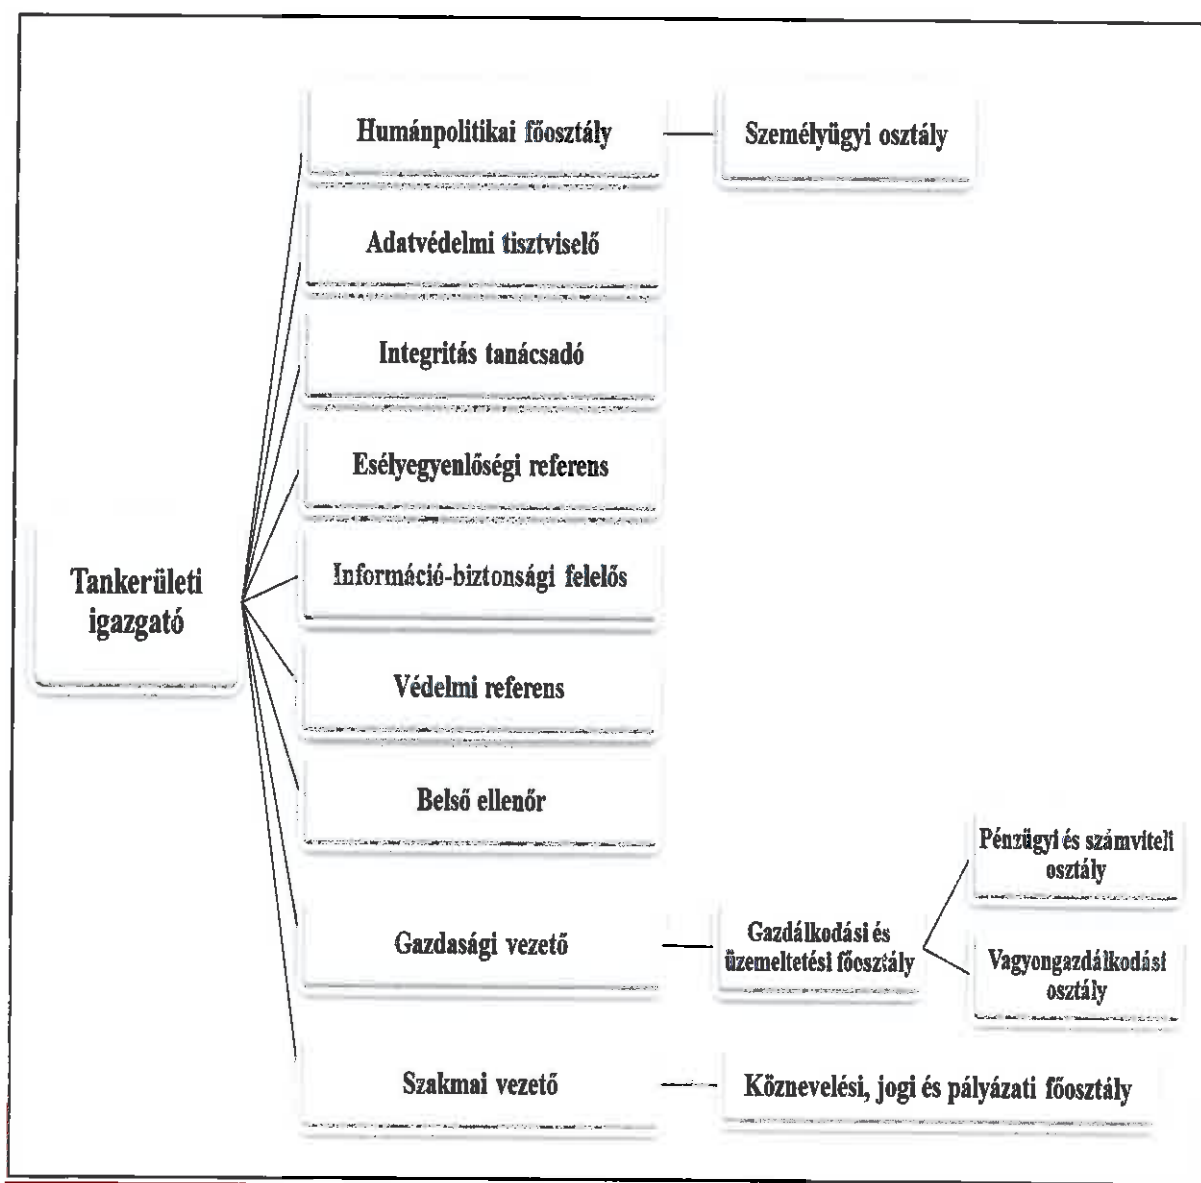 Humánpolitikai főosztály
Személyügyi osztály
Adatvédelmi tisztviselő
Integritás tanácsadó
Esélyegyenlőségi referens
Tankerületi
igazgató
Információ-biztonsági felelős
Védelmi referens
Belső ellenőr
Gazdasági vezető
Gazdálkodási és
üzemeltetési főosztály
Pénzügyi és számviteli
osztály
Vagyongazdálkodási
osztály
Szakmai vezető
Köznevelési, jogi és pályázati főosztály